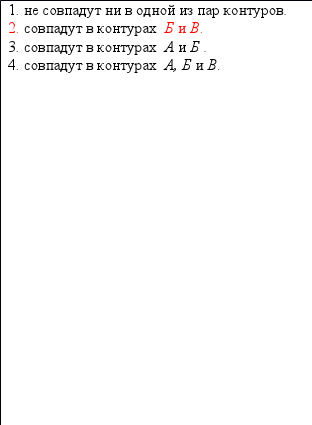 1. не совпадут ни в одной из пар контуров.
2. совпадут в контурах Б и В.
3. совпадут в контурах А и Б .
4. совпадут в контурах А, Б и В.